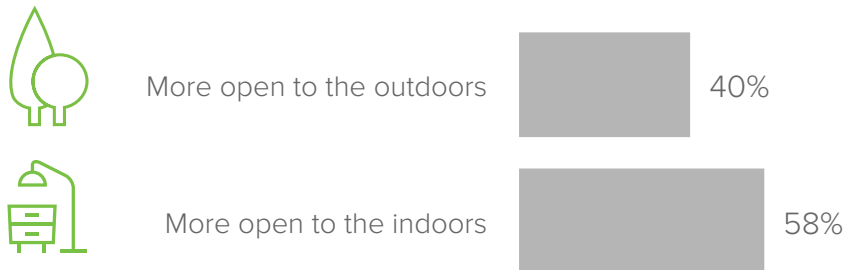 More open to the outdoors 40%
More open to the indoors 58%